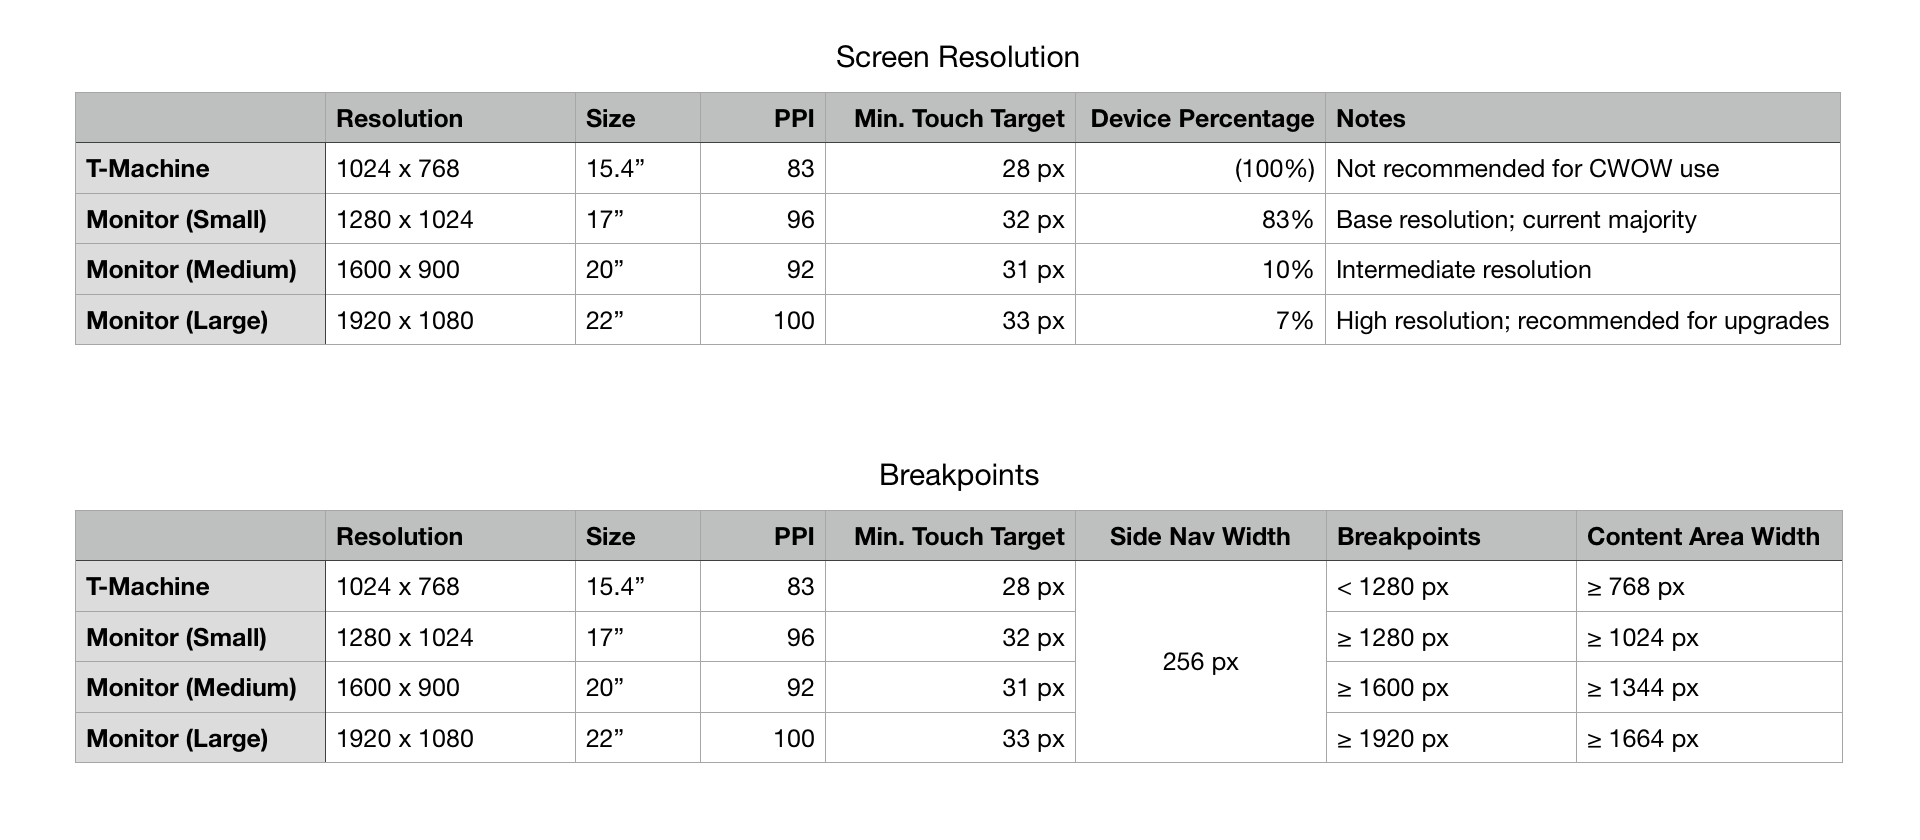 Screen Resolution
Resolution Size PPI Min. Touch Target Device Percentage Notes
T-Machine 1024 x 768 15.4” 83 28 px (100%) Not recommended for CWOW use
Monitor (Small) 1280 x 1024 17” 96 32 px 83% Base resolution; current majority
Monitor (Medium) 1600 x 900 20” 92 31 px 10% Intermediate resolution
Monitor (Large) 1920 x 1080 22” 100 33 px 7% High resolution; recommended for upgrades
Breakpoints
Resolution Size PPI Min. Touch Target Side Nav Width Breakpoints Content Area Width
T-Machine 1024 x 768 15.4” 83 28 px < 1280 px ≥ 768 px
Monitor (Small) 1280 x 1024 17” 96 32 px ≥ 1280 px ≥ 1024 px
256 px
Monitor (Medium) 1600 x 900 20” 92 31 px ≥ 1600 px ≥ 1344 px
Monitor (Large) 1920 x 1080 22” 100 33 px ≥ 1920 px ≥ 1664 px